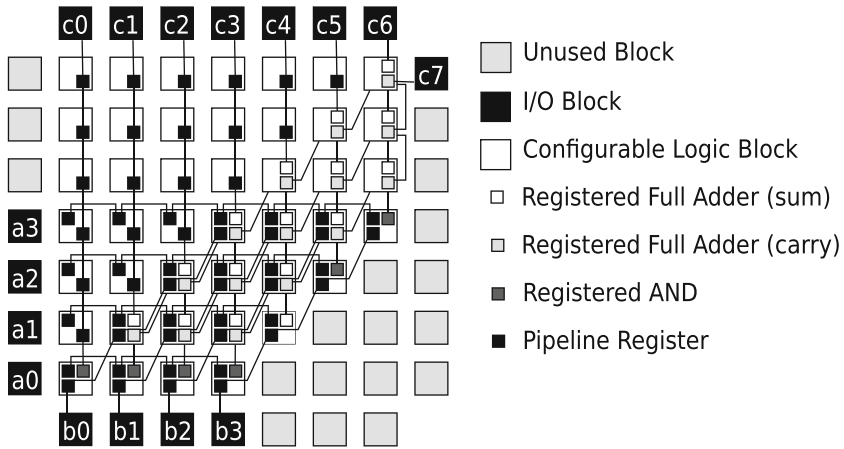 c0 c1 c2 c3 c4 c5 c6
c7
Unused Block
I/O Block
Configurable Logic Block
Registered Full Adder (sum)
Registered Full Adder (carry)
Registered AND
Pipeline Register
a3
a2
a1
a0
b0 b1 b2 b3